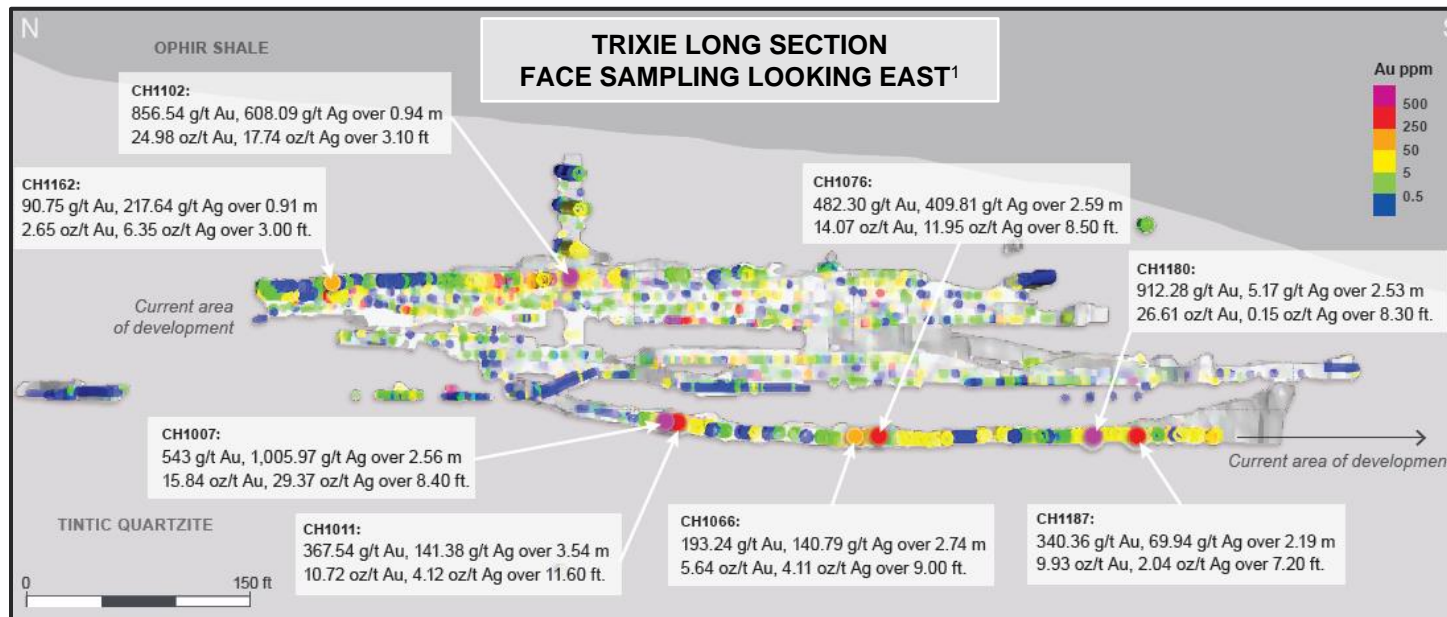 N
S
OPHIR SHALE
TRIXIE LONG SECTION
FACE SAMPLING LOOKING EAST1
Au ppm
500
250
50
5
0.5
CH1102:
856.54 g/t Au, 608.09 g/t Ag over 0.94 m
24.98 oz/t Au, 17.74 oz/t Ag over 3.10 ft
CH1162:
90.75 g/t Au, 217.64 g/t Ag over 0.91 m
2.65 oz/t Au, 6.35 oz/t Ag over 3.00 ft.
CH1076:
482.30 g/t Au, 409.81 g/t Ag over 2.59 m
14.07 oz/t Au, 11.95 oz/t Ag over 8.50 ft.
CH1180:
912.28 g/t Au, 5.17 g/t Ag over 2.53 m
26.61 oz/t Au, 0.15 oz/t Ag over 8.30 ft.
Current area
of development
CH1007:
543 g/t Au, 1,005.97 g/t Ag over 2.56 m
15.84 oz/t Au, 29.37 oz/t Ag over 8.40 ft.
Current area of developmen
TINTIC QUARTZITE
CH1011:
367.54 g/t Au, 141.38 g/t Ag over 3.54 m
10.72 oz/t Au, 4.12 oz/t Ag over 11.60 ft.
CH1066:
193.24 g/t Au, 140.79 g/t Ag over 2.74 m
5.64 oz/t Au, 4.11 oz/t Ag over 9.00 ft.
CH1187:
340.36 g/t Au, 69.94 g/t Ag over 2.19 m
9.93 oz/t Au, 2.04 oz/t Ag over 7.20 ft.
0 150 ft